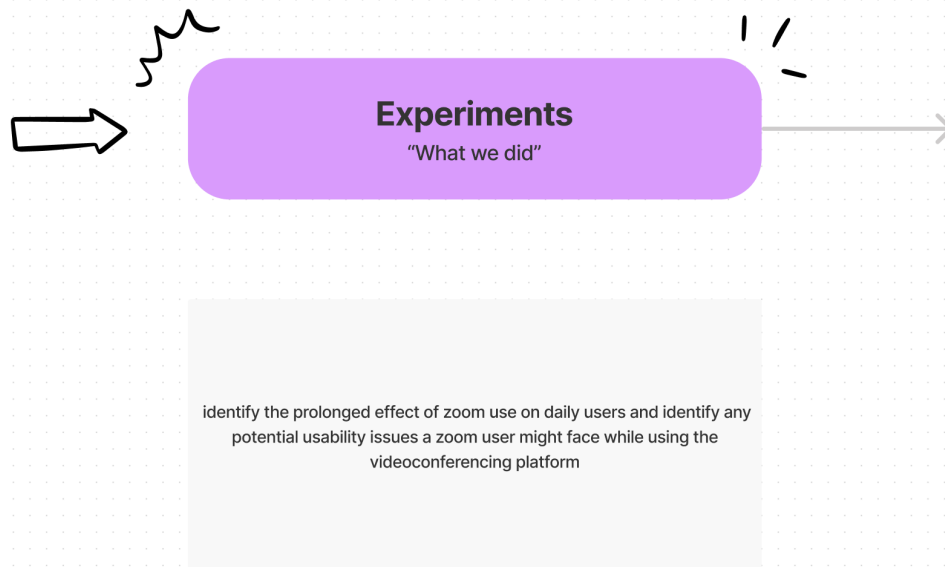 Experiments
“What we did”
identify the prolonged effect of zoom use on daily users and identify any
potential usability issues a zoom user might face while using the
videoconferencing platform